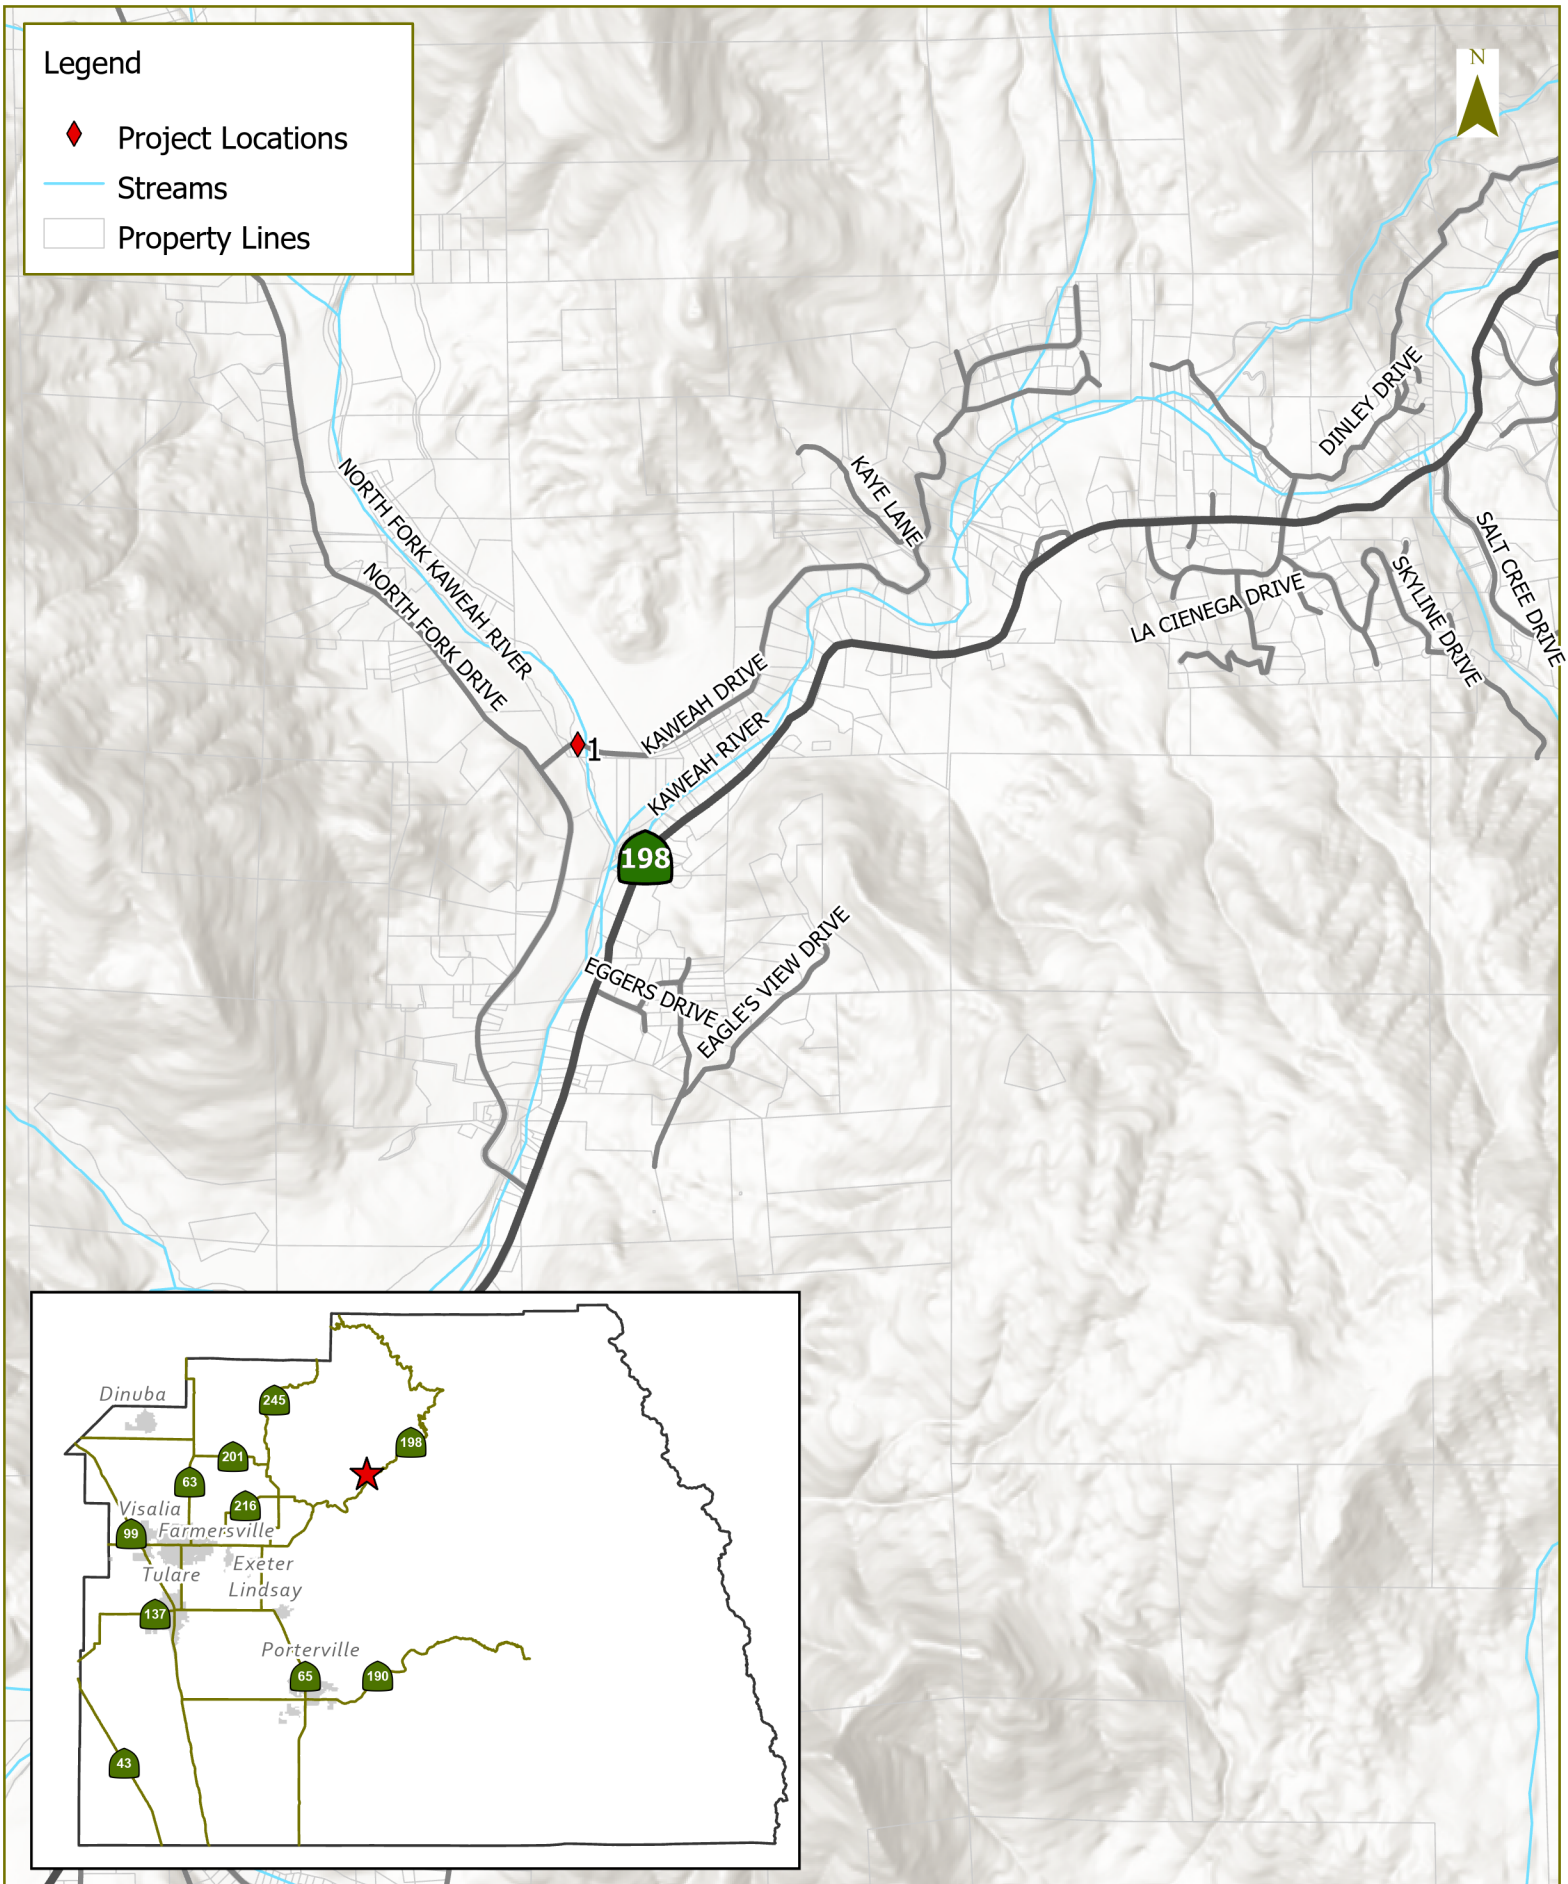 Legend
Project Locations
Streams
Property Lines
N
DINLEY DRIVE
KAYE LANE
NORTH FORK KAWEAH RIVER
NORTH FORK DRIVE
SALT CREE DRIVE
SKYLINE DRIVE
LA CIENEGA DRIVE
KAWEAH DRIVE
KAWEAH RIVER
1
198
EGGERS DRIVE
EAGLE'S VIEW DRIVE
Dinuba
245
198
201
63
216
Visalia
99
Farmersville
Exeter
Tulare
Lindsay
137
Porterville
65
190
43